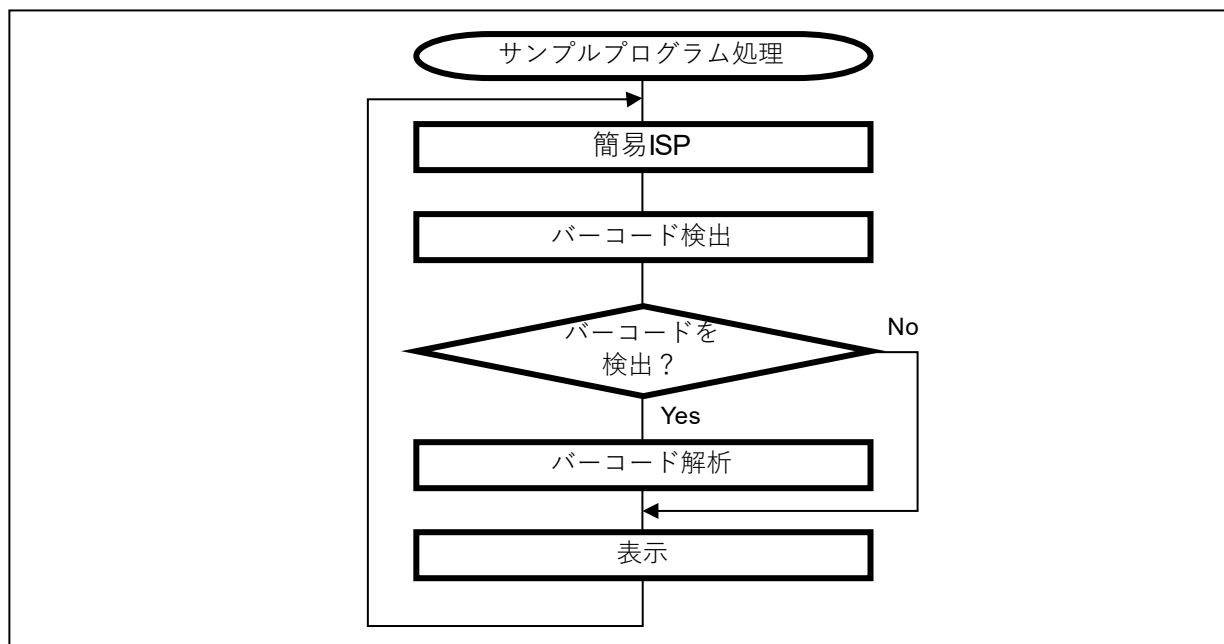 サンプルプログラム処理
簡易ISP
バーコード検出
バーコードを
検出？
No
Yes
バーコード解析
表示